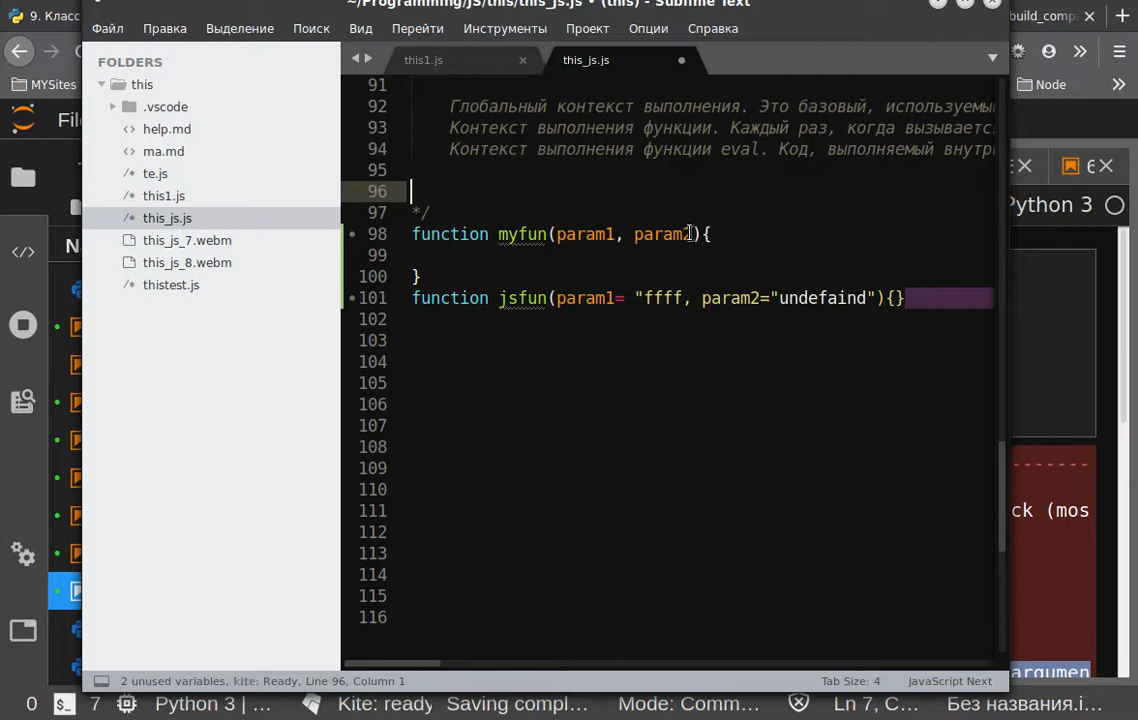 ~/Programming/JS/this/this_js.js • (this) - Sublime Text
9. Класс
build_comp
Файл Правка Выделение Поиск Вид Перейти Инструменты Проект Опции Справка
this1.js this_js.js
MYSites
Node
FOLDERS
this
.vscode
help.md
ma.md
te.js
this1.js
this_js.js
this_js_7.webm
this_js_8.webm
thistest.js
91
92 Глобальный контекст выполнения. Это базовый, используемы
93 Контекст выполнения функции. Каждый раз, когда вызываетс
94 Контекст выполнения функции eval. Код, выполняемый внутр
95
96
97 */
98 function myfun(param1, param2){
99
100 }
101 function jsfun(param1= "ffff, param2="undefaind"){}
102
103
104
105
106
107
108
109
110
111
112
113
114
115
116
Python 3
ck (mos
argumen
2 unused variables, kite: Ready, Line 96, Column 1 Tab Size: 4 JavaScript Next
0 7 Python 3 | ... Kite: ready Saving compl... Mode: Comm... Ln 7, C... Без названия.i...